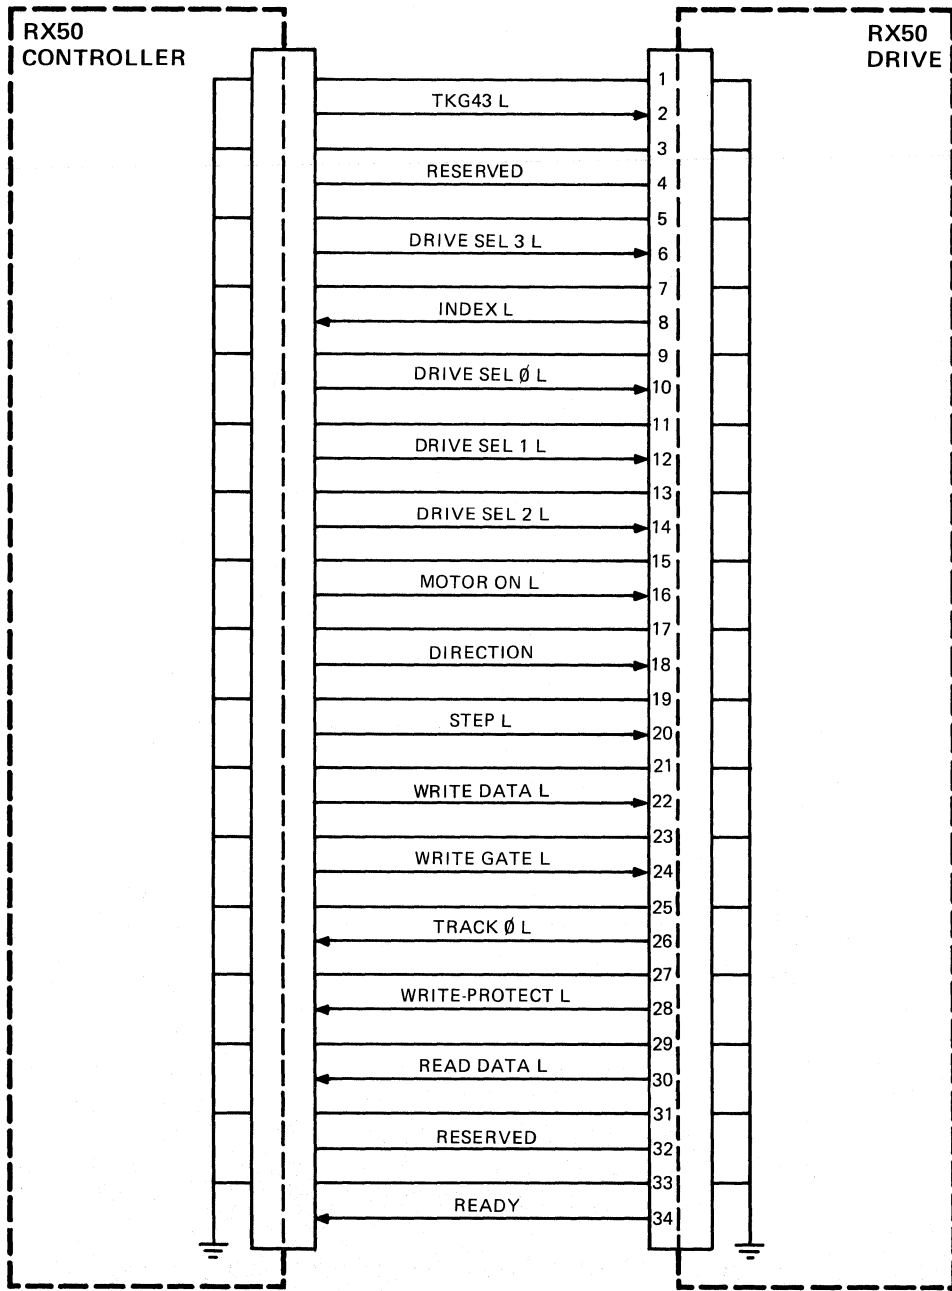 RX50
CONTROLLER
RX50
DRIVE
1
TKG43 L
2
3
RESERVED
4
5
DRIVE SEL 3 L
6
7
INDEX L
8
9
DRIVE SEL Ø L
10
11
DRIVE SEL 1 L
12
13
DRIVE SEL 2 L
14
15
MOTOR ON L
16
17
DIRECTION
18
19
STEP L
20
21
WRITE DATA L
22
23
WRITE GATE L
24
25
TRACK Ø L
26
27
WRITE-PROTECT L
28
29
READ DATA L
30
31
RESERVED
32
33
READY
34